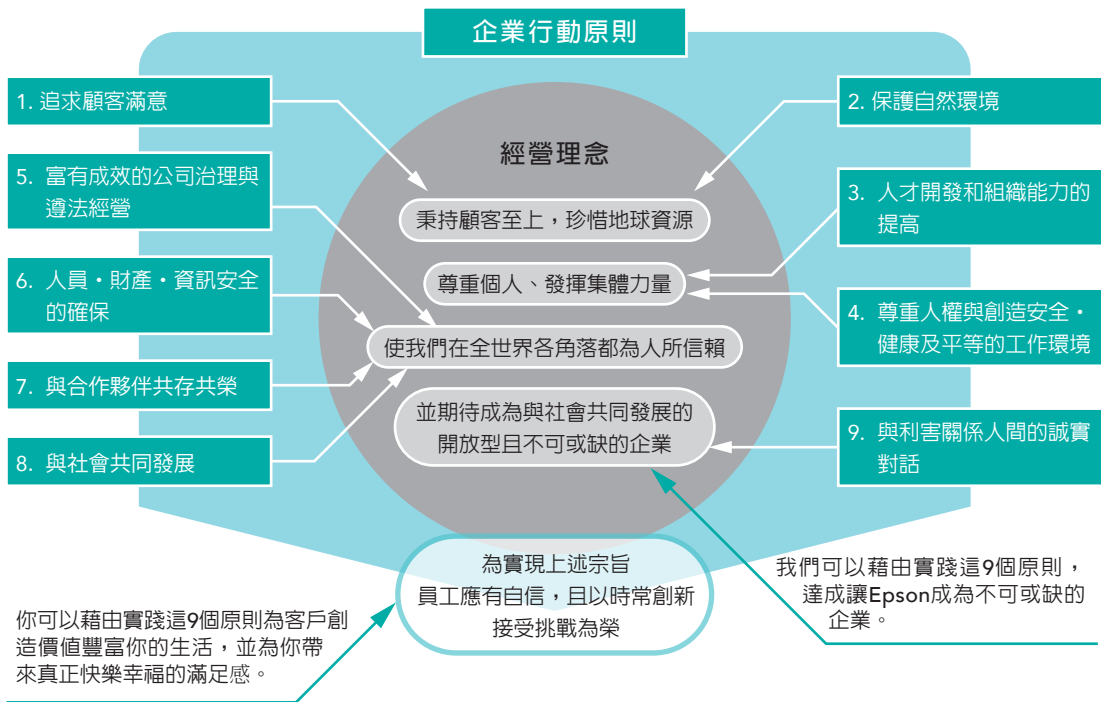 企業行動原則
1. 追求顧客滿意
2. 保護自然環境
經營理念
5. 富有成效的公司治理與
遵法經營
3. 人才開發和組織能力的
提高
秉持顧客至上，珍惜地球資源
6. 人員・財產・資訊安全
的確保
尊重個人、發揮集體力量
4. 尊重人權與創造安全・
健康及平等的工作環境
使我們在全世界各角落都為人所信賴
7. 與合作夥伴共存共榮
並期待成為與社會共同發展的
開放型且不可或缺的企業
8. 與社會共同發展
9. 與利害關係人間的誠實
對話
為實現上述宗旨
員工應有自信，且以時常創新
接受挑戰為榮
我們可以藉由實踐這9個原則，
達成讓Epson成為不可或缺的
企業。
你可以藉由實踐這9個原則為客戶創
造價值豐富你的生活，並為你帶
來真正快樂幸福的滿足感。